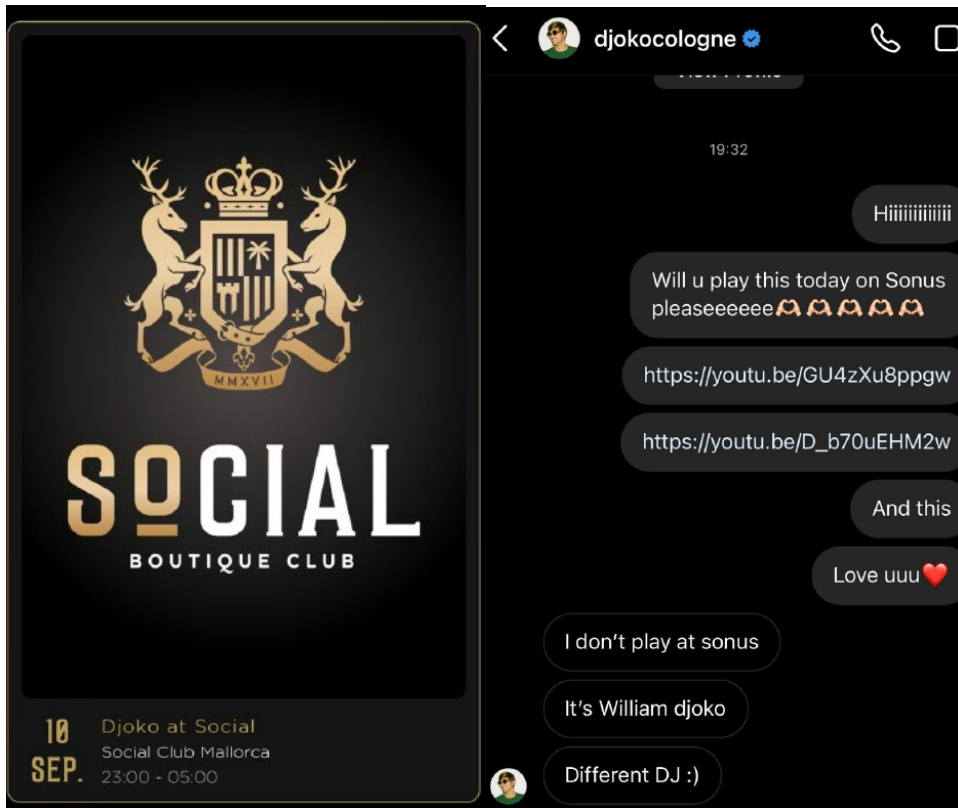 MMXVII
SOCIAL
BOUTIQUE CLUB
10
SEP.
Djoko at Social
Social Club Mallorca
23:00 - 05:00
djokocologne
19:32
Hiiiiiiiiiiiii
Will u play this today on Sonus
pleaseeeeee🫶🏻🫶🏻🫶🏻🫶🏻🫶🏻
https://youtu.be/GU4zXu8ppgw
https://youtu.be/D_b70uEHM2w
And this
Love uuu❤️
I don’t play at sonus
It’s William djoko
Different DJ :)